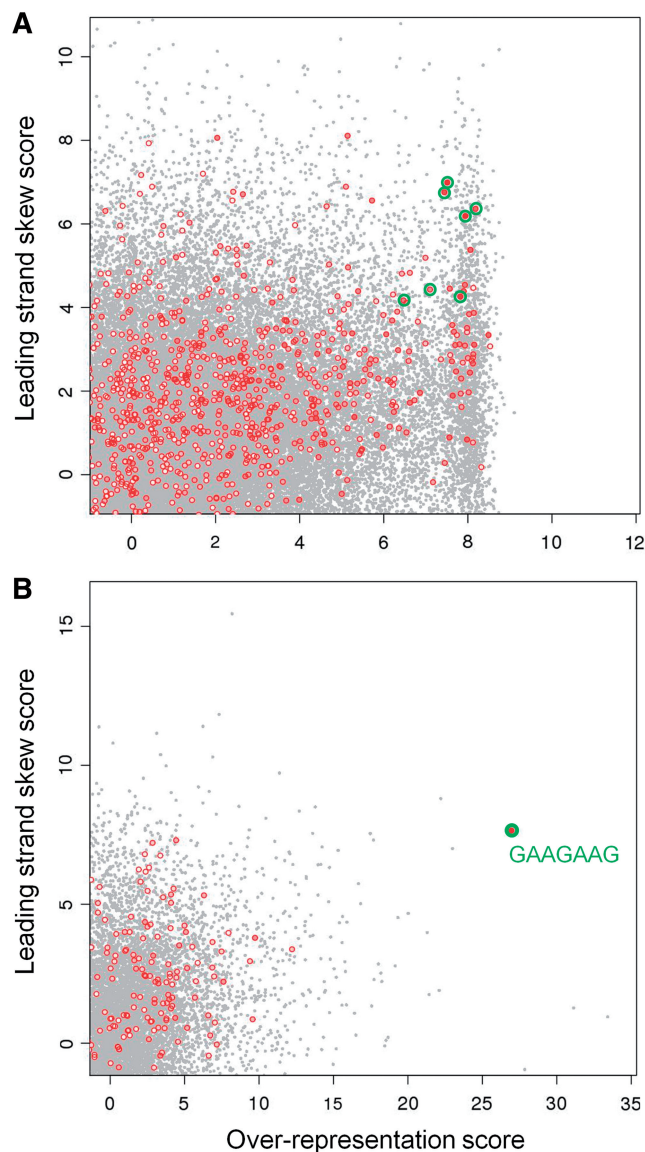 A
Leading strand skew score
10
8
6
4
2
0
0 2 4 6 8 10 12
B
Leading strand skew score
15
10
5
0
GAAGAAG
0 5 10 15 20 25 30 35
Over-representation score